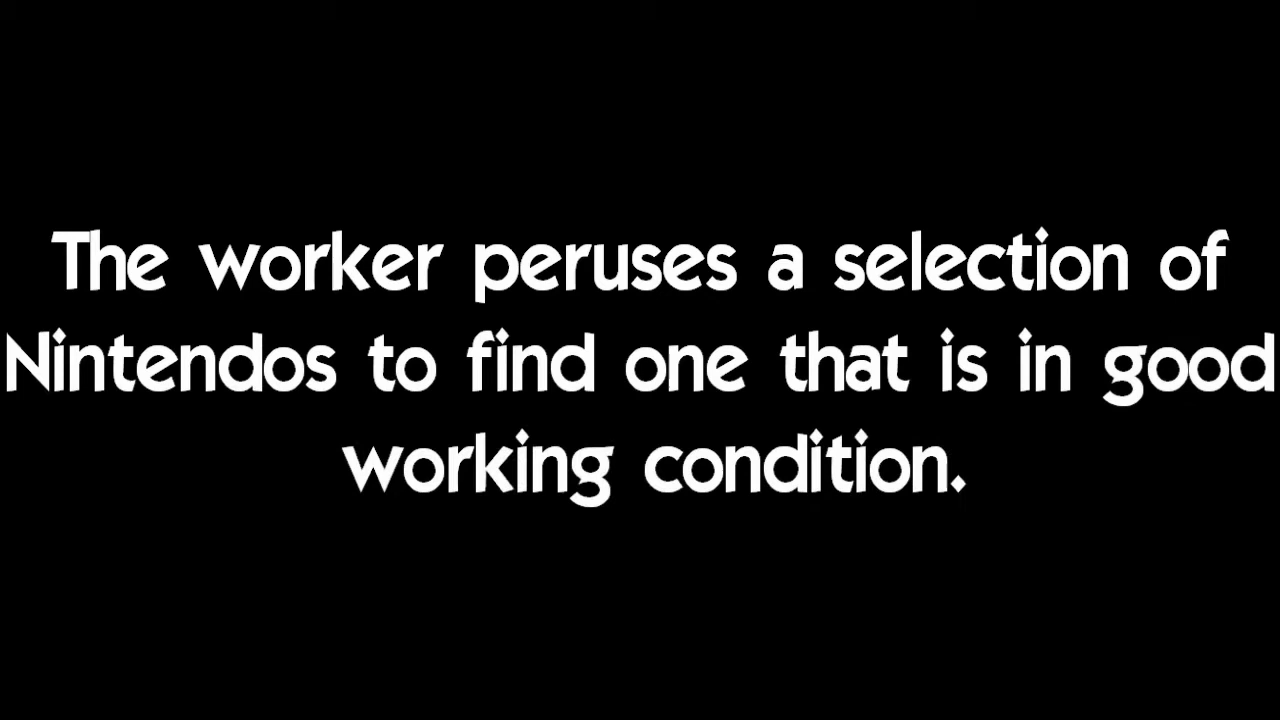 The worker peruses a selection of
Nintendos to find one that is in good
working condition.